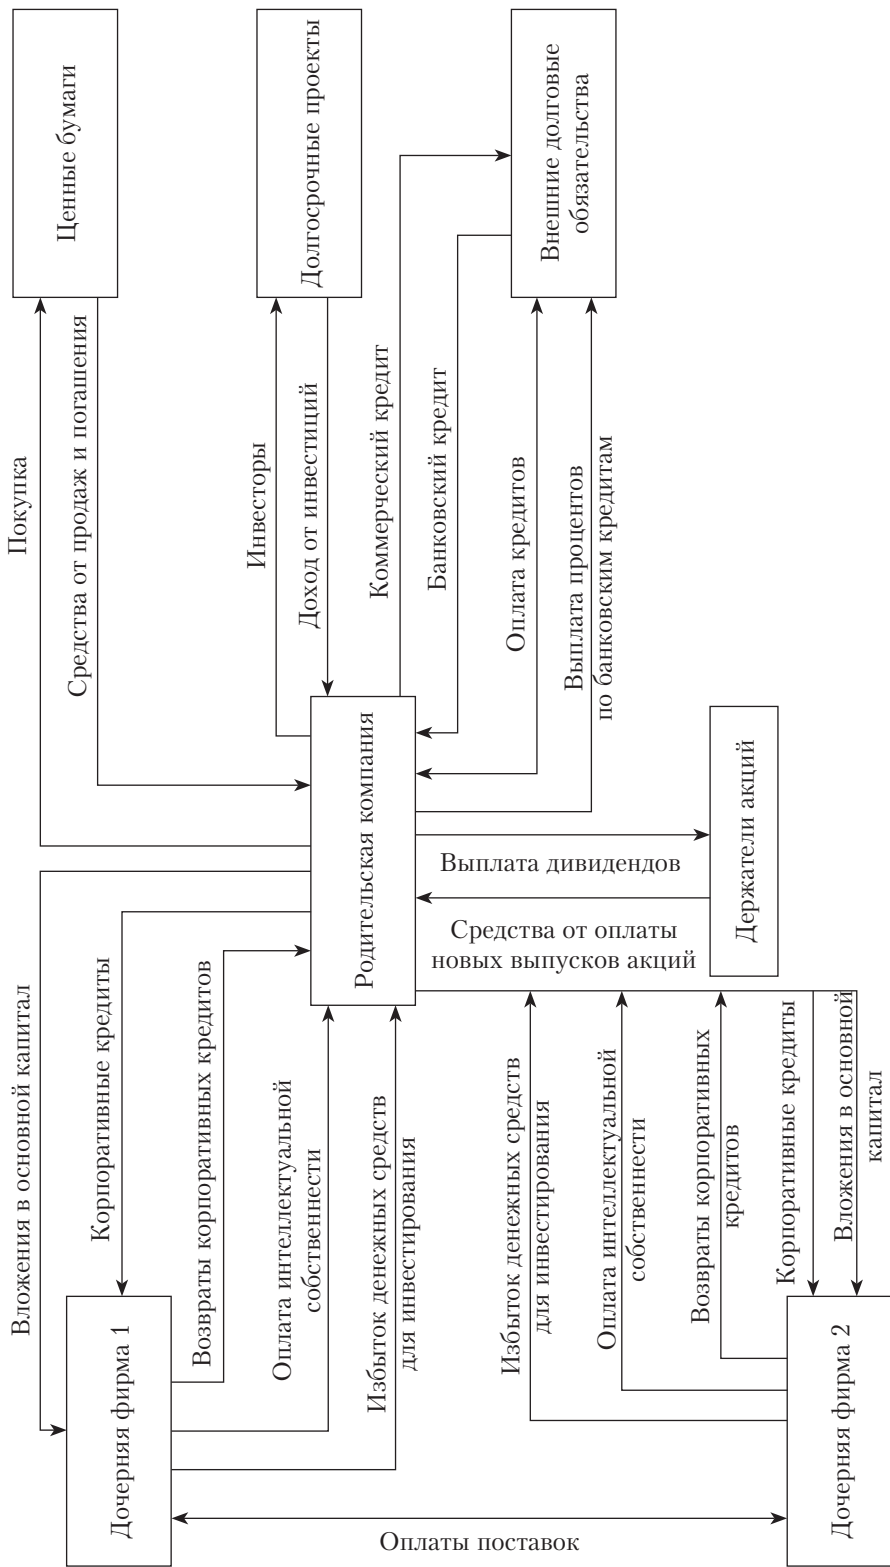 Ценные бумаги
Долгосрочные проекты
Внешние долговые
обязательства
Покупка
Средства от продаж и погашения
Инвесторы
Доход от инвестиций
Коммерческий кредит
Банковский кредит
Оплата кредитов
Выплата процентов
по банковским кредитам
Родительская компания
Выплата дивидендов
Средства от оплаты
новых выпусков акций
Держатели акций
Вложения в основной капитал
Корпоративные кредиты
Возвраты корпоративных кредитов
Оплата интеллектуальной
собственности
Избыток денежных средств
для инвестирования
Избыток денежных средств
для инвестирования
Оплата интеллектуальной
собственности
Возвраты корпоративных
кредитов
Корпоративные кредиты
Вложения в основной
капитал
Дочерняя фирма 1
Оплаты поставок
Дочерняя фирма 2